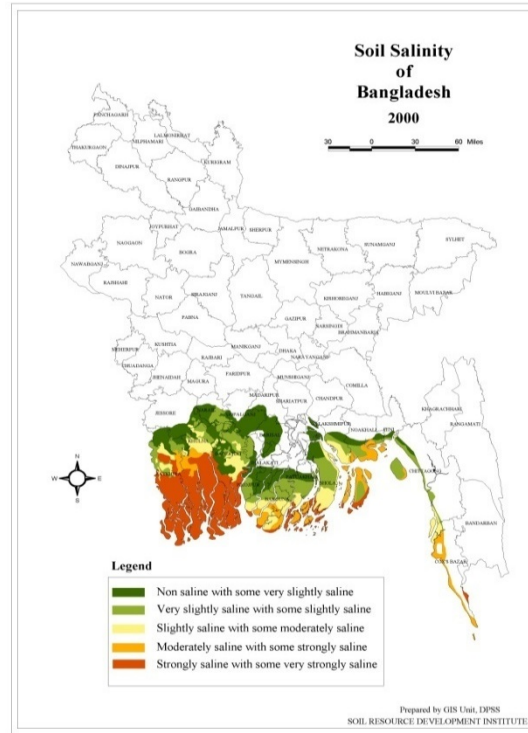 Soil Salinity
of
Bangladesh
2000
30 0 30 60 Miles
PANCHAGARH
LALMONIRHAT
THAKURGAON
NILPHAMARI
KURIGRAM
DINAJPUR
RANGPUR
GAIBANDHA
JOYPURHAT
JAMALPUR
SHERPUR
NAOGAON
BOGRA
NETRAKONA
SUNAMGANJ
SYLHET
MYMENSINGH
NAWABGANJ
RAJSHAHI
NATOR
SIRAJGANJ
TANGAIL
KISHOREGANJ
HABIGANJ
MOULVI BAZAR
PABNA
GAZIPUR
NARSINGDI
BRAHMANBARIA
KUSHTIA
MANIKGANJ
DHAKA
NARAYANGANJ
CHUADANGA
RAJBARI
JHENAIDAH
MAGURA
FARIDPUR
MUNSHIGANJ
COMILLA
MADARIPUR
SHARIATPUR
CHANDPUR
KHAGRACHHARI
RANGAMATI
JESSORE
LAKSHMIPUR
NOAKHALI
FENI
BHOLA
CHITTAGONG
BANDARBAN
COX'S BAZAR
N
W E
S
Legend
Non saline with some very slightly saline
Very slightly saline with some slightly saline
Slightly saline with some moderately saline
Moderately saline with some strongly saline
Strongly saline with some very strongly saline
Prepared by GIS Unit, DPSS
SOIL RESOURCE DEVELOPMENT INSTITUTE